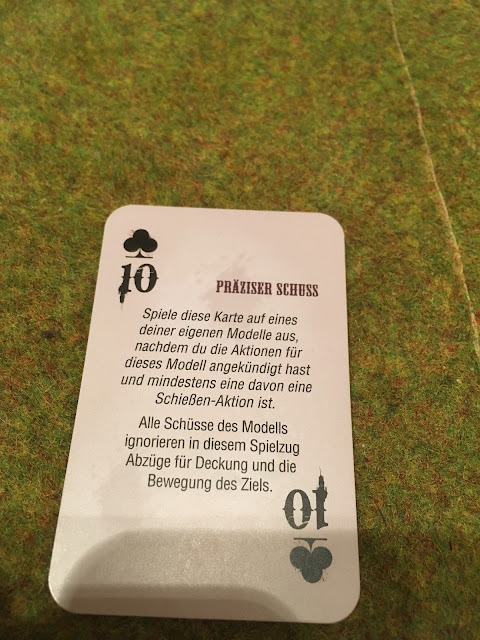 10
PRÄZISER SCHUSS
Spiele diese Karte auf eines
deiner eigenen Modelle aus,
nachdem du die Aktionen für
dieses Modell angekündigt hast
und mindestens eine davon eine
Schießen-Aktion ist.
Alle Schüsse des Modells
ignorieren in diesem Spielzug
Abzüge für Deckung und die
Bewegung des Ziels.
10